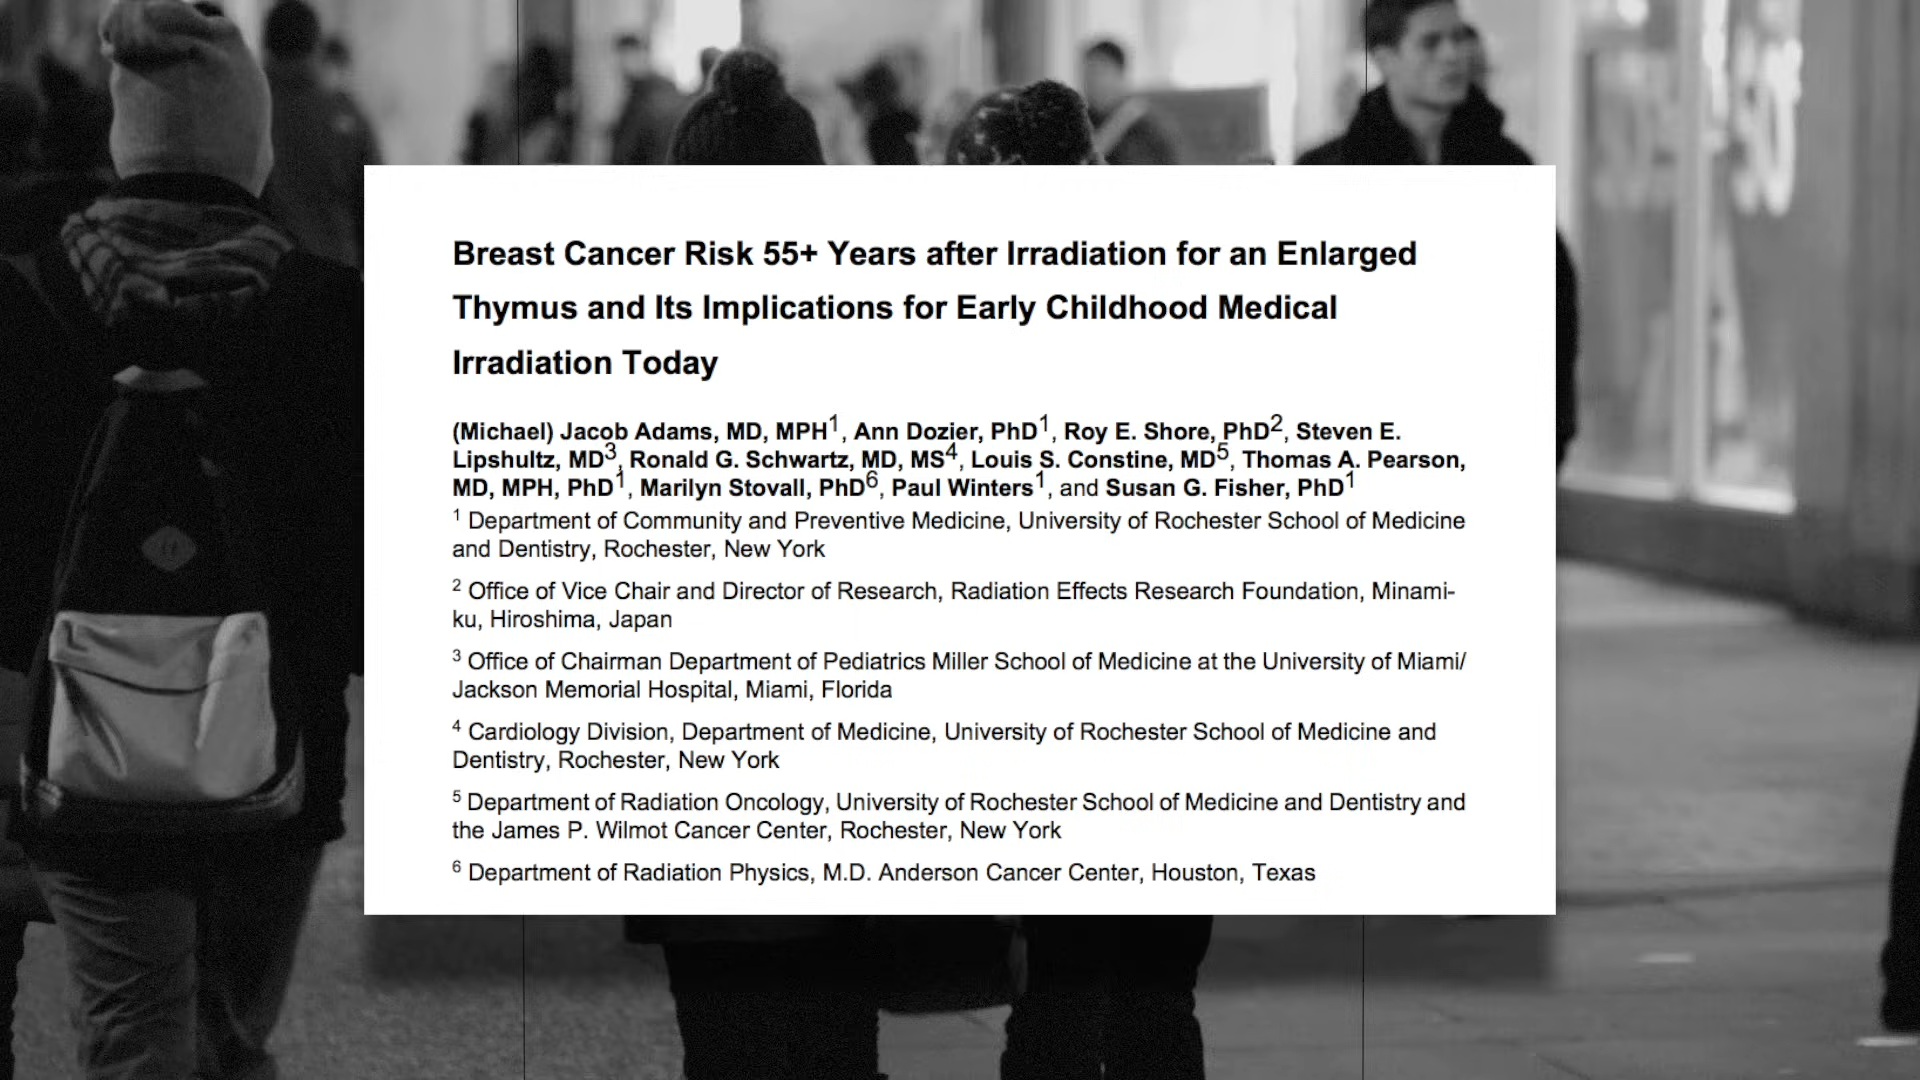 Breast Cancer Risk 55+ Years after Irradiation for an Enlarged
Thymus and Its Implications for Early Childhood Medical
Irradiation Today
(Michael) Jacob Adams, MD, MPH1, Ann Dozier, PhD1, Roy E. Shore, PhD2, Steven E.
Lipshultz, MD3, Ronald G. Schwartz, MD, MS4, Louis S. Constine, MD5, Thomas A. Pearson,
MD, MPH, PhD1, Marilyn Stovall, PhD6, Paul Winters1, and Susan G. Fisher, PhD1
1 Department of Community and Preventive Medicine, University of Rochester School of Medicine
and Dentistry, Rochester, New York
2 Office of Vice Chair and Director of Research, Radiation Effects Research Foundation, Minami-
ku, Hiroshima, Japan
3 Office of Chairman Department of Pediatrics Miller School of Medicine at the University of Miami/
Jackson Memorial Hospital, Miami, Florida
4 Cardiology Division, Department of Medicine, University of Rochester School of Medicine and
Dentistry, Rochester, New York
5 Department of Radiation Oncology, University of Rochester School of Medicine and Dentistry and
the James P. Wilmot Cancer Center, Rochester, New York
6 Department of Radiation Physics, M.D. Anderson Cancer Center, Houston, Texas